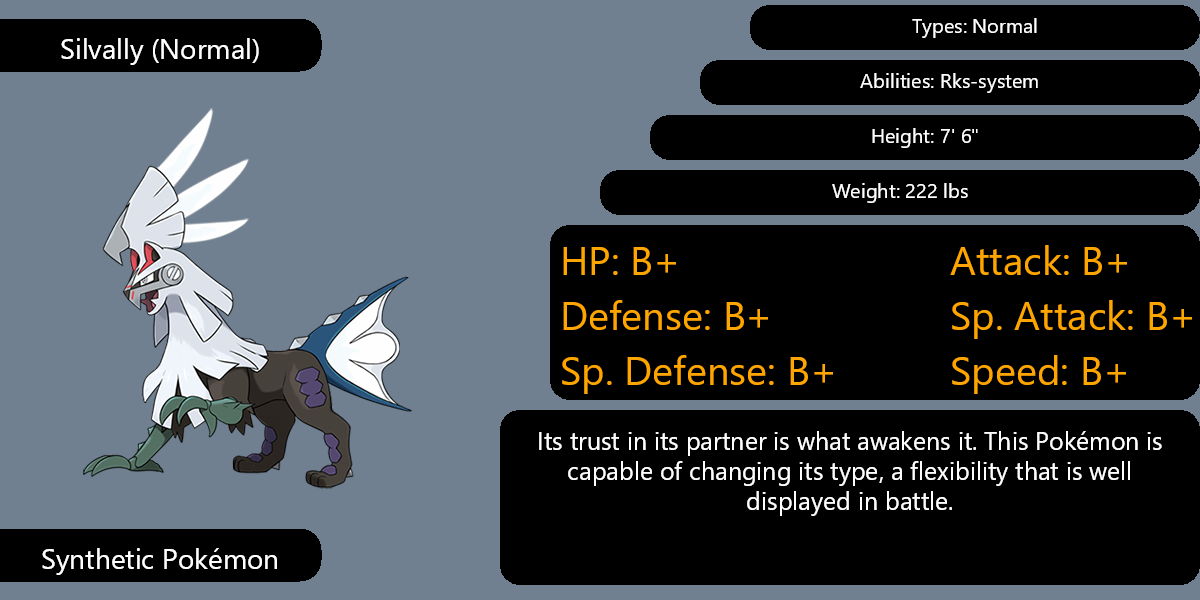 Silvally (Normal)
Types: Normal
Abilities: Rks-system
Height: 7' 6"
Weight: 222 lbs
HP: B+
Attack: B+
Defense: B+
Sp. Attack: B+
Sp. Defense: B+
Speed: B+
Its trust in its partner is what awakens it. This Pokémon is
capable of changing its type, a flexibility that is well
displayed in battle.
Synthetic Pokémon